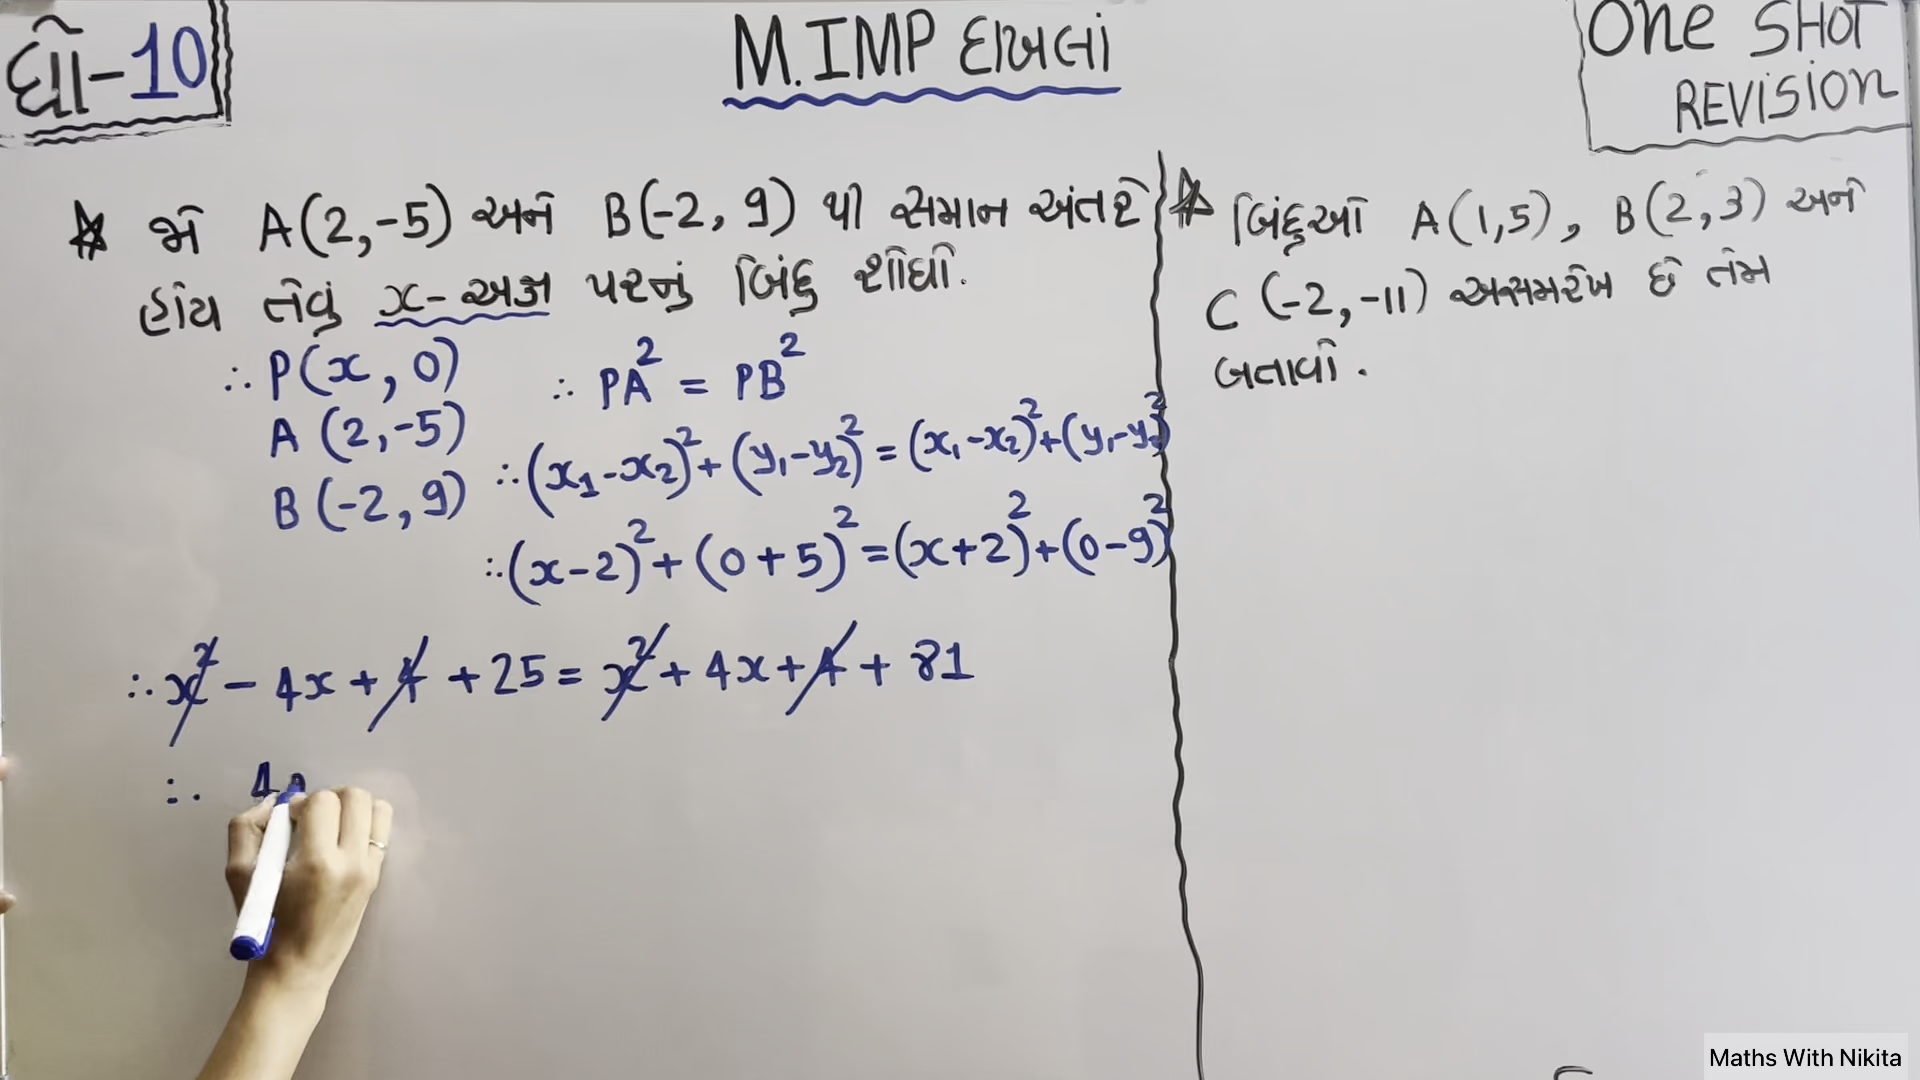 ધો-10
M.IMP દાખલા
One SHOT
REVISION
જો A(2,-5) અને B(-2, 9) થી સમાન અંતરે
હોય તેવું x-અક્ષ પરનું બિંદુ શોધો.
∴ P(x, 0)
A (2,-5)
B (-2, 9)
∴ PA² = PB²
∴ (x₁-x₂)² + (y₁-y₂)² = (x₁-x₂)² + (y₁-y₂)²
∴ (x-2)² + (0+5)² = (x+2)² + (0-9)²
∴ x² - 4x + 4 + 25 = x² + 4x + 4 + 81
∴
બિંદુઓ A(1,5), B(2,3) અને
C (-2,-11) અસમરેખ છે તેમ
બતાવો.
Maths With Nikita